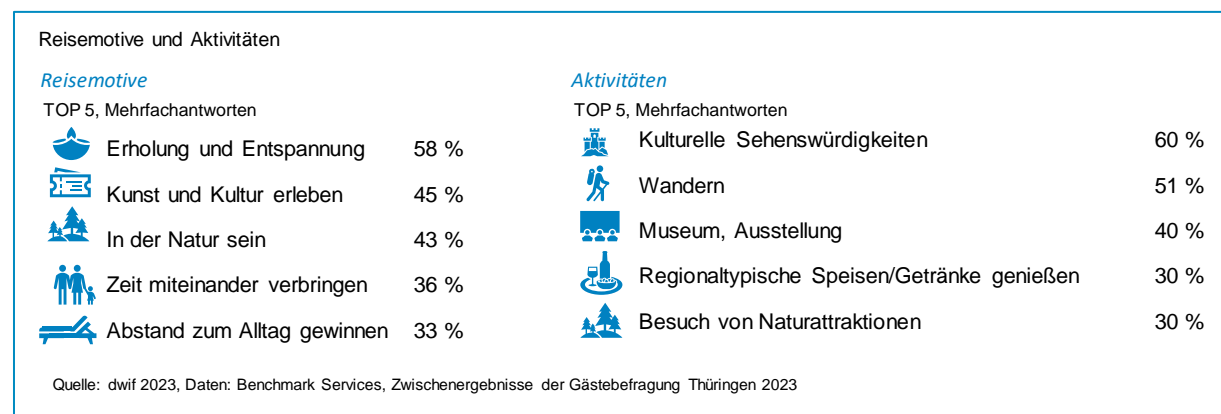 Reisemotive und Aktivitäten
Reisemotive
TOP 5, Mehrfachantworten
Erholung und Entspannung 58 %
Kunst und Kultur erleben 45 %
In der Natur sein 43 %
Zeit miteinander verbringen 36 %
Abstand zum Alltag gewinnen 33 %
Aktivitäten
TOP 5, Mehrfachantworten
Kulturelle Sehenswürdigkeiten 60 %
Wandern 51 %
Museum, Ausstellung 40 %
Regionaltypische Speisen/Getränke genießen 30 %
Besuch von Naturattraktionen 30 %
Quelle: dwif 2023, Daten: Benchmark Services, Zwischenergebnisse der Gästebefragung Thüringen 2023